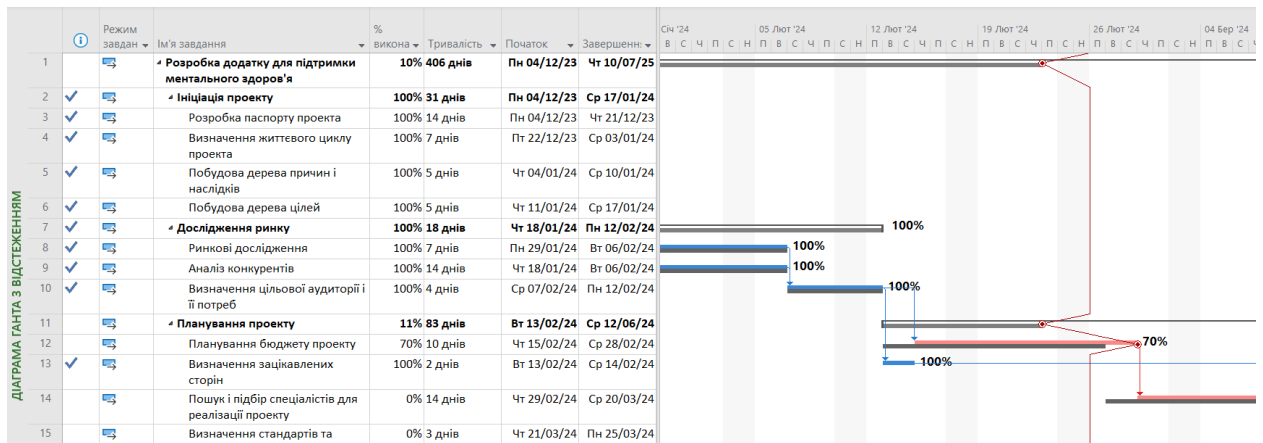 ДІАГРАМА ГАНТА З ВІДСТЕЖЕННЯМ
Режим завдан Ім'я завдання % викона Тривалість Початок Завершення:
Січ '24 05 Лют '24 12 Лют '24 19 Лют '24 26 Лют '24 04 Бер '24
В С Ч П С Н П В С Ч П С Н П В С Ч П С Н П В С Ч П С Н П В С Ч П С Н П В С Ч
1 Розробка додатку для підтримки 10% 406 днів Пн 04/12/23 Чт 10/07/25
ментального здоров'я
2 Ініціація проекту 100% 31 днів Пн 04/12/23 Ср 17/01/24
3 Розробка паспорту проекта 100% 14 днів Пн 04/12/23 Чт 21/12/23
4 Визначення життєвого циклу 100% 7 днів Пт 22/12/23 Ср 03/01/24
проекта
5 Побудова дерева причин і 100% 5 днів Чт 04/01/24 Ср 10/01/24
наслідків
6 Побудова дерева цілей 100% 5 днів Чт 11/01/24 Ср 17/01/24
7 Дослідження ринку 100% 18 днів Чт 18/01/24 Пн 12/02/24 100%
8 Ринкові дослідження 100% 7 днів Пн 29/01/24 Вт 06/02/24 100%
9 Аналіз конкурентів 100% 14 днів Чт 18/01/24 Вт 06/02/24 100%
10 Визначення цільової аудиторії і 100% 4 днів Ср 07/02/24 Пн 12/02/24 100%
її потреб
11 Планування проекту 11% 83 днів Вт 13/02/24 Ср 12/06/24
12 Планування бюджету проекту 70% 10 днів Чт 15/02/24 Ср 28/02/24 70%
13 Визначення зацікавлених 100% 2 днів Вт 13/02/24 Ср 14/02/24 100%
сторін
14 Пошук і підбір спеціалістів для 0% 14 днів Чт 29/02/24 Ср 20/03/24
реалізації проекту
15 Визначення стандартів та 0% 3 днів Чт 21/03/24 Пн 25/03/24